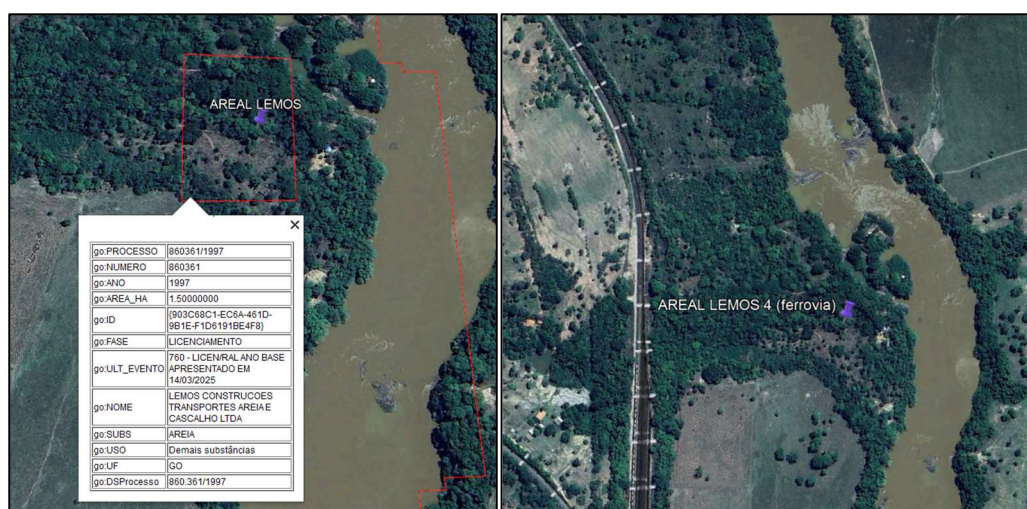 AREAL LEMOS
go:PROCESSO 860361/1997
go:NUMERO 860361
go:ANO 1997
go:AREA_HA 1.50000000
go:ID {903C68C1-EC6A-461D-
9B1E-F1D6191BE4F8}
go:FASE LICENCIAMENTO
go:ULT_EVENTO 760 - LICEN/RAL ANO BASE
APRESENTADO EM
14/03/2025
go:NOME LEMOS CONSTRUCOES
TRANSPORTES AREIA E
CASCALHO LTDA
go:SUBS AREIA
go:USO Demais substâncias
go:UF GO
go:DSProcesso 860.361/1997
AREAL LEMOS 4 (ferrovia)